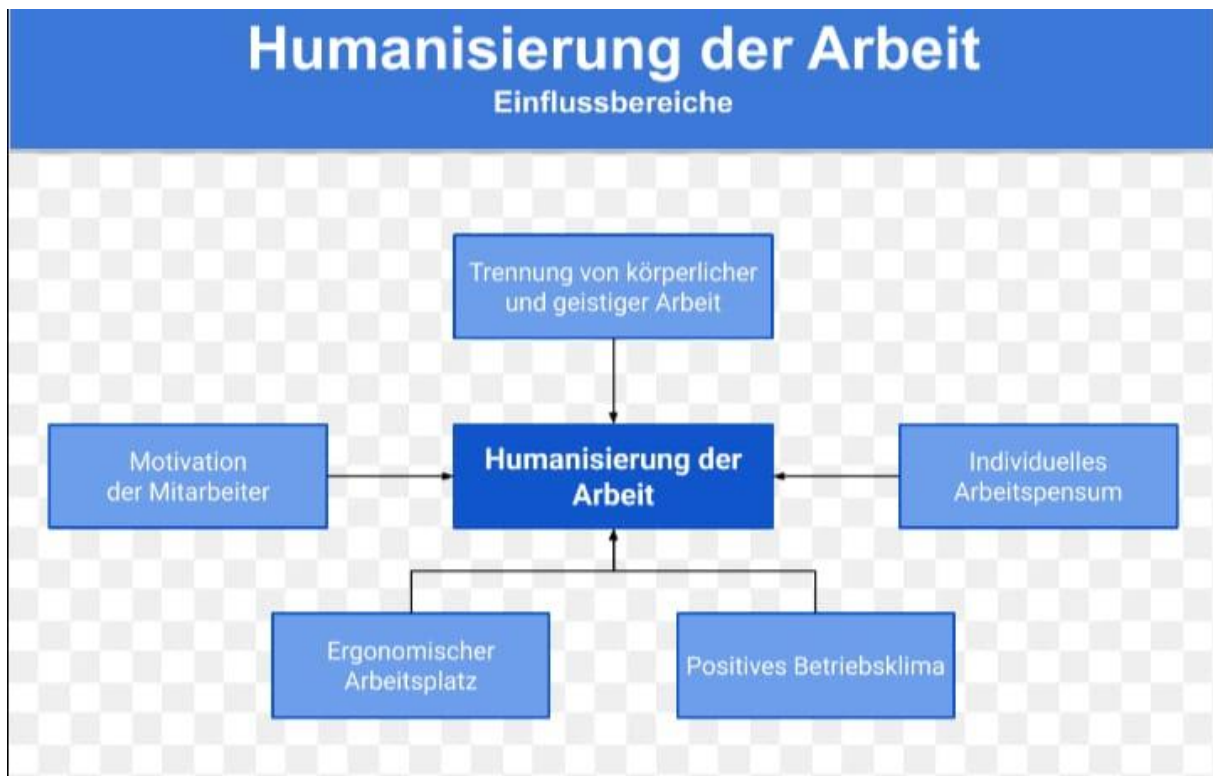 Humanisierung der Arbeit
Einflussbereiche
Trennung von körperlicher
und geistiger Arbeit
Motivation
der Mitarbeiter
Humanisierung der
Arbeit
Individuelles
Arbeitspensum
Ergonomischer
Arbeitsplatz
Positives Betriebsklima